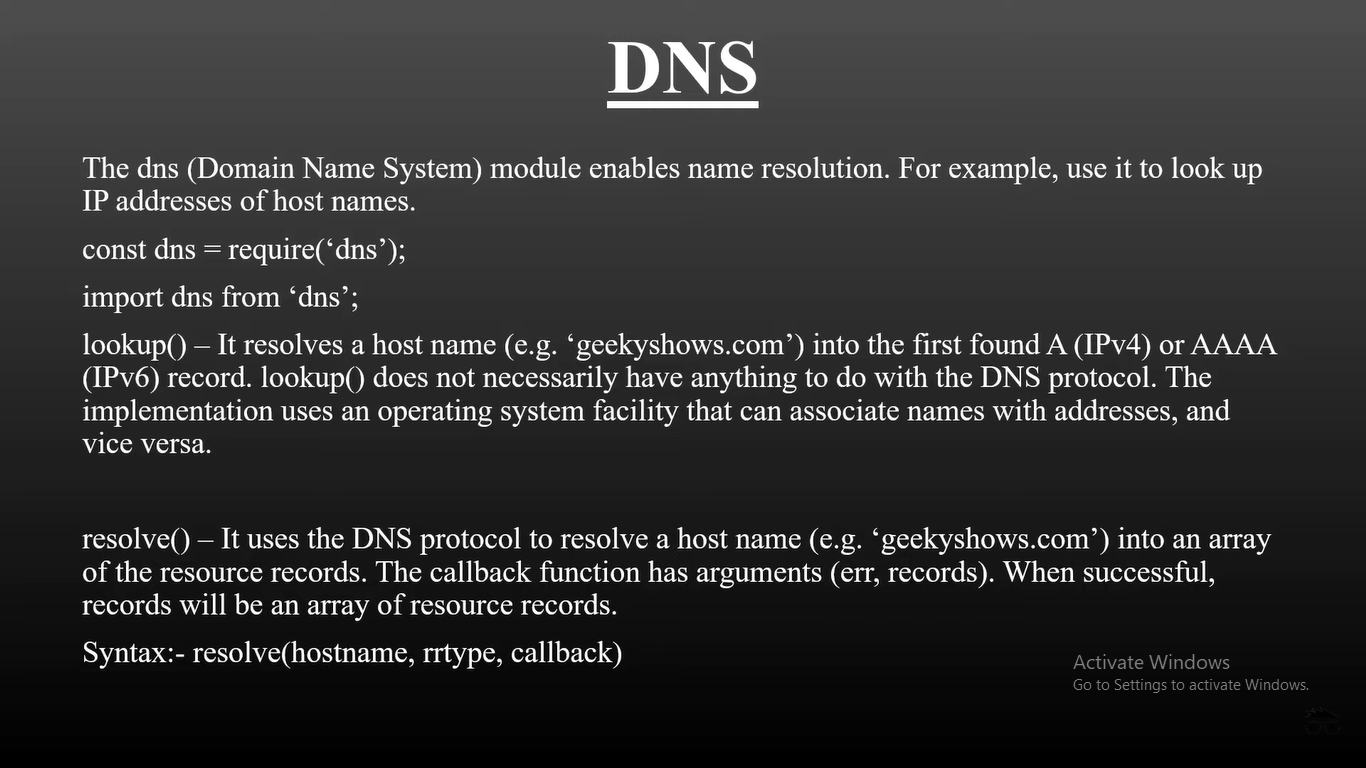 DNS
The dns (Domain Name System) module enables name resolution. For example, use it to look up
IP addresses of host names.
const dns = require(‘dns’);
import dns from ‘dns’;
lookup() – It resolves a host name (e.g. ‘geekyshows.com’) into the first found A (IPv4) or AAAA
(IPv6) record. lookup() does not necessarily have anything to do with the DNS protocol. The
implementation uses an operating system facility that can associate names with addresses, and
vice versa.
resolve() – It uses the DNS protocol to resolve a host name (e.g. ‘geekyshows.com’) into an array
of the resource records. The callback function has arguments (err, records). When successful,
records will be an array of resource records.
Syntax:- resolve(hostname, rrtype, callback)
Activate Windows
Go to Settings to activate Windows.